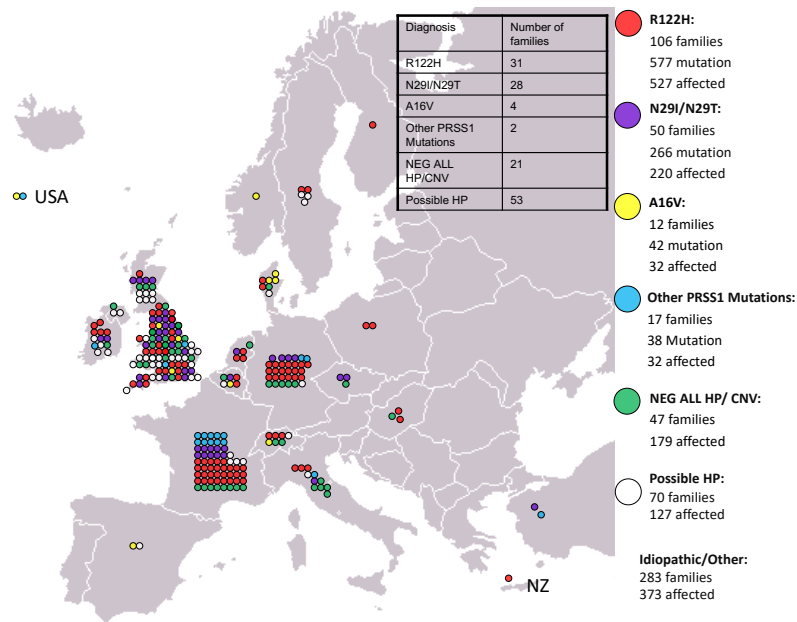 Diagnosis Number of
families
R122H 31
N29I/N29T 28
A16V 4
Other PRSS1 2
Mutations
NEG ALL 21
HP/CNV
Possible HP 53
USA
NZ
R122H:
106 families
577 mutation
527 affected
N29I/N29T:
50 families
266 mutation
220 affected
A16V:
12 families
42 mutation
32 affected
Other PRSS1 Mutations:
17 families
38 Mutation
32 affected
NEG ALL HP/ CNV:
47 families
179 affected
Possible HP:
70 families
127 affected
Idiopathic/Other:
283 families
373 affected